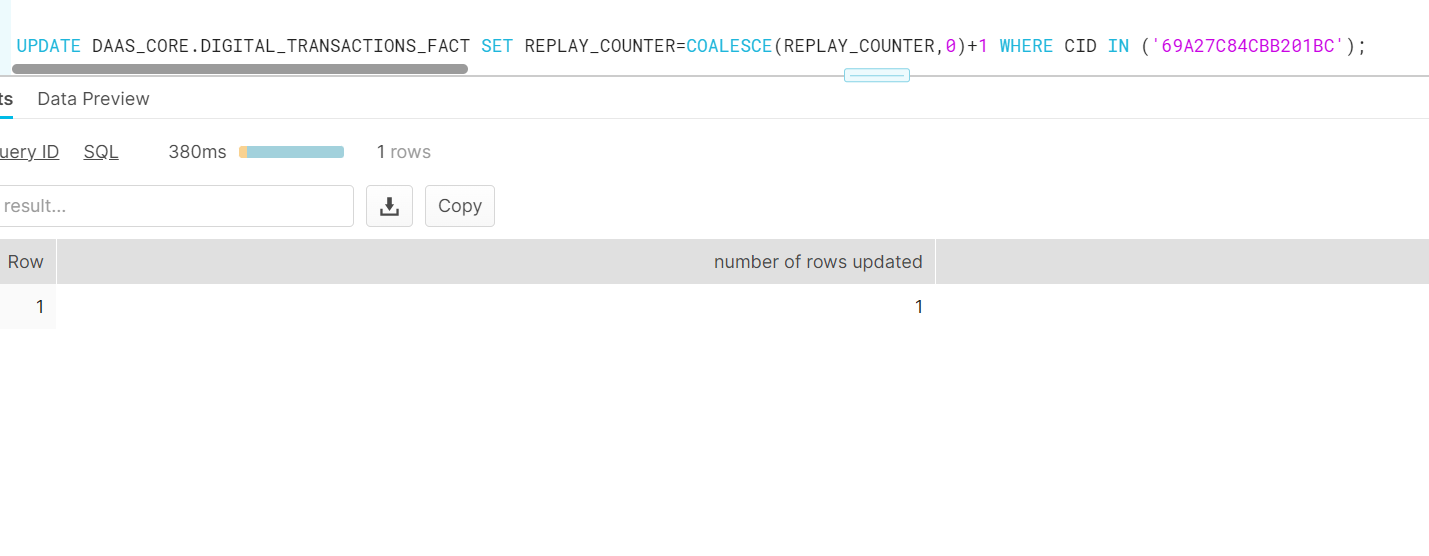 UPDATE DAAS_CORE.DIGITAL_TRANSACTIONS_FACT SET REPLAY_COUNTER=COALESCE(REPLAY_COUNTER,0)+1 WHERE CID IN ('69A27C84CBB201BC');
ts Data Preview
uery ID SQL 380ms 1 rows
result... Copy
Row number of rows updated
1 1